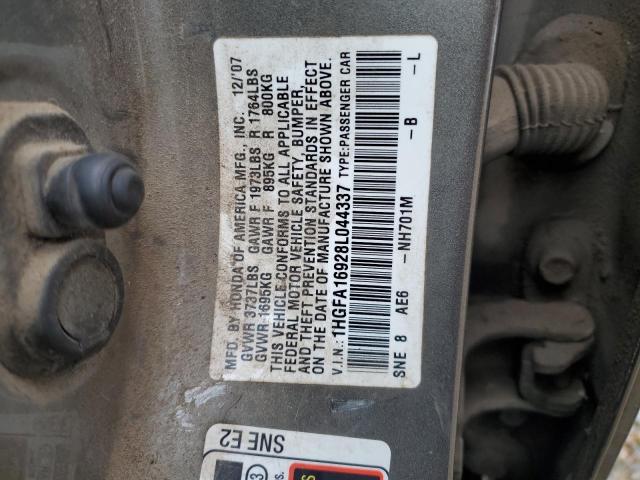 MFD. BY HONDA OF AMERICA MFG., INC. 12/'07
GVWR 3737LBS GAWR F 1973LBS R 1764LBS
GVWR 1695KG GAWR F 895KG R 800KG
THIS VEHICLE CONFORMS TO ALL APPLICABLE
FEDERAL MOTOR VEHICLE SAFETY, BUMPER,
AND THEFT PREVENTION STANDARDS IN EFFECT
ON THE DATE OF MANUFACTURE SHOWN ABOVE.
V.I.N.: 1HGFA16928L044337 TYPE:PASSENGER CAR
SNE 8 AE6 -NH701M -B -L
SNE E2